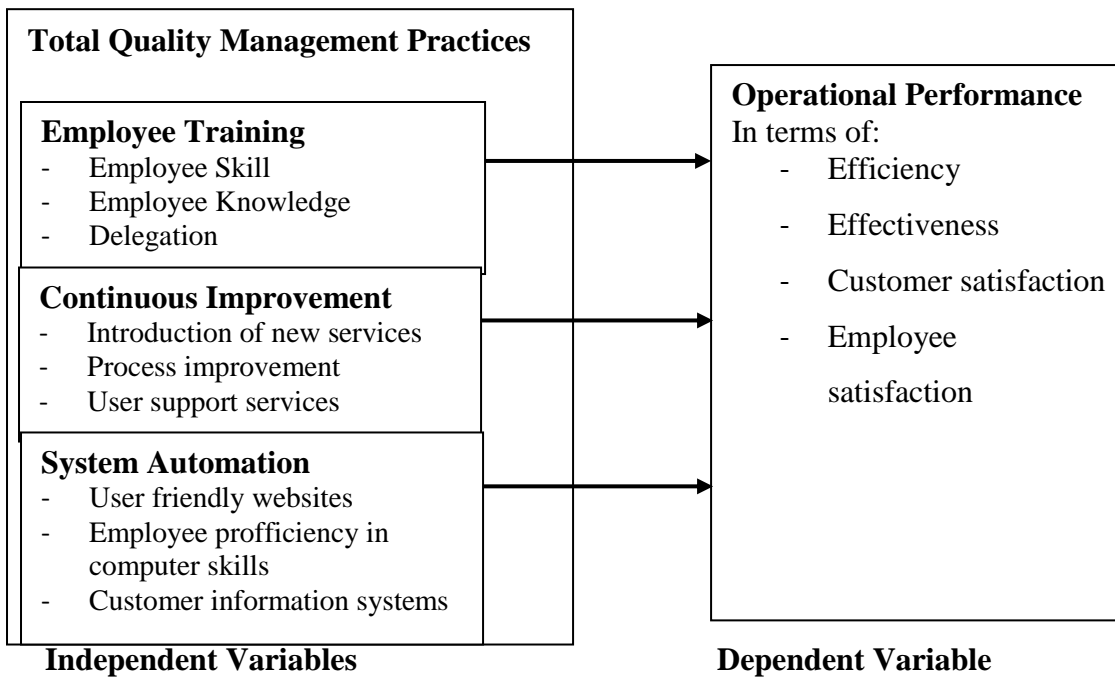 Total Quality Management Practices
Employee Training
- Employee Skill
- Employee Knowledge
- Delegation
Continuous Improvement
- Introduction of new services
- Process improvement
- User support services
System Automation
- User friendly websites
- Employee profficiency in
computer skills
- Customer information systems
Independent Variables
Operational Performance
In terms of:
- Efficiency
- Effectiveness
- Customer satisfaction
- Employee
satisfaction
Dependent Variable